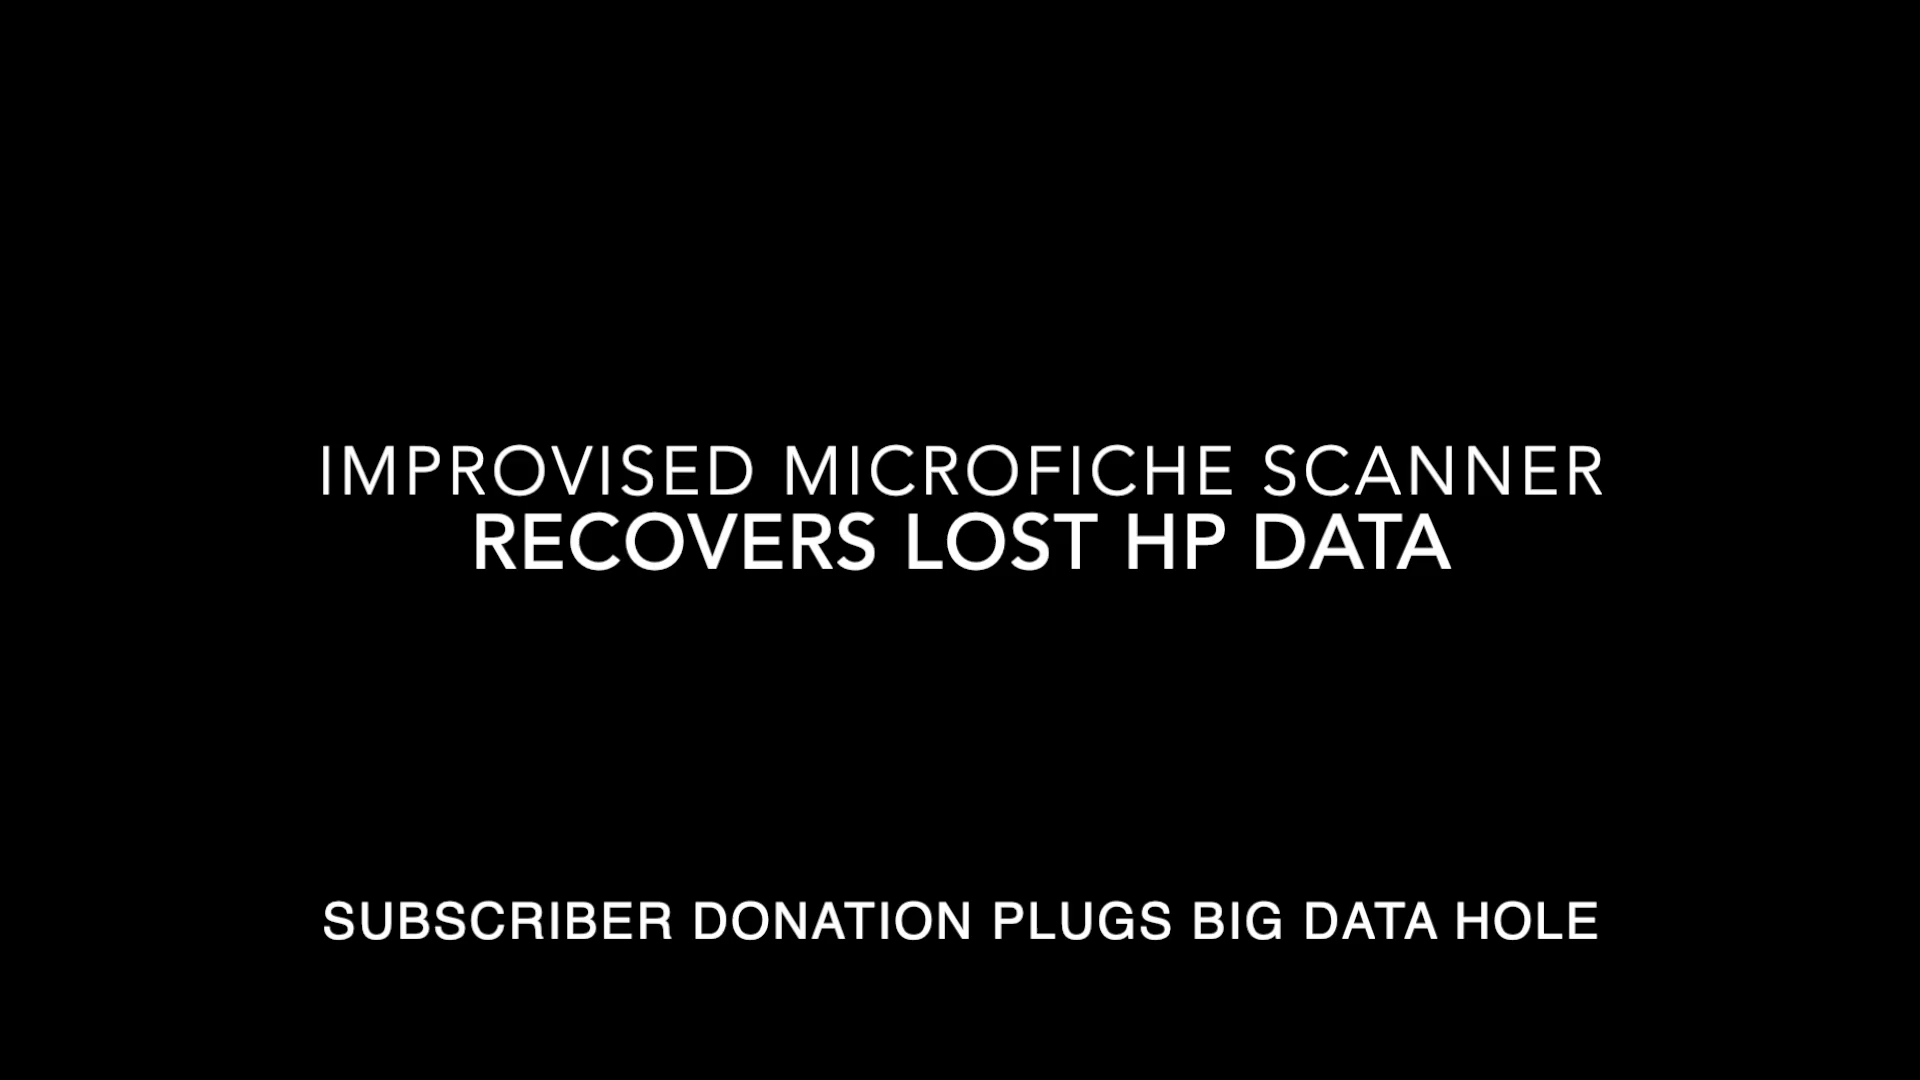 IMPROVISED MICROFICHE SCANNER
RECOVERS LOST HP DATA
SUBSCRIBER DONATION PLUGS BIG DATA HOLE